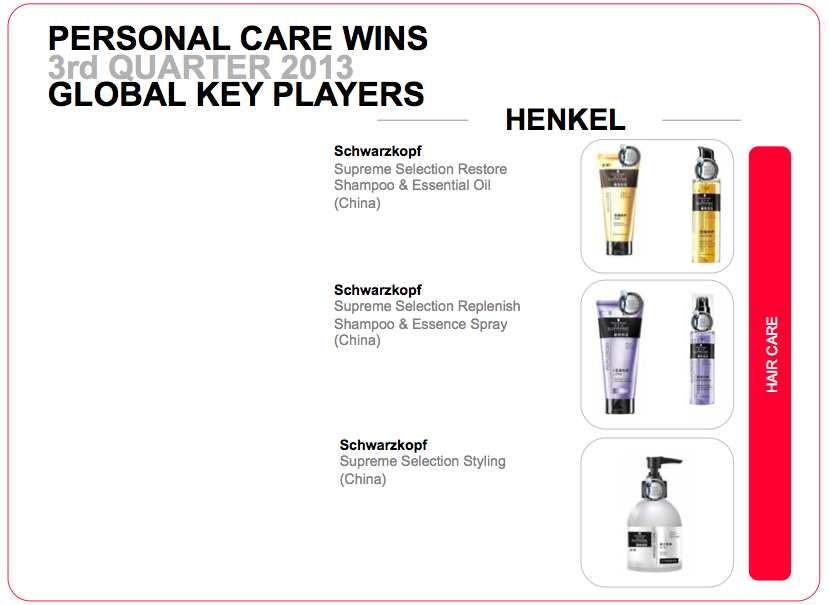 PERSONAL CARE WINS
3rd QUARTER 2013
GLOBAL KEY PLAYERS
HENKEL
Schwarzkopf
Supreme Selection Restore
Shampoo & Essential Oil
(China)
Schwarzkopf
Supreme Selection Replenish
Shampoo & Essence Spray
(China)
Schwarzkopf
Supreme Selection Styling
(China)
HAIR CARE